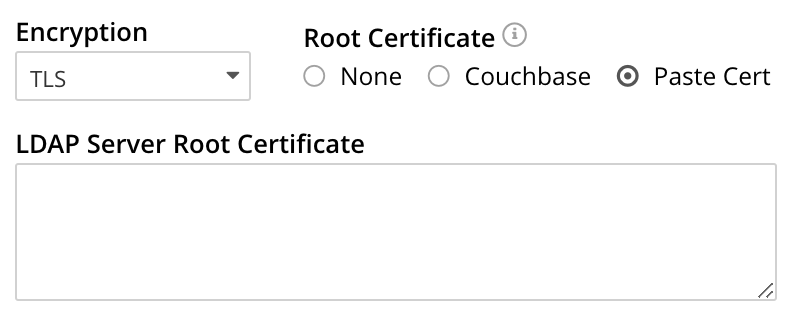 Encryption
Root Certificate
TLS
None Couchbase Paste Cert
LDAP Server Root Certificate